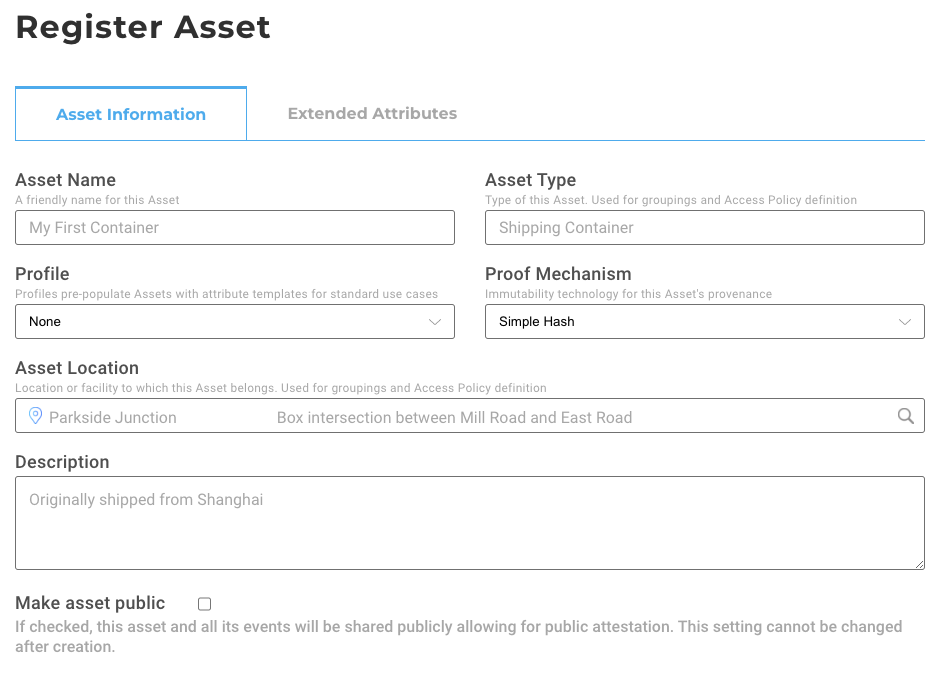 Register Asset
Asset Information
Extended Attributes
Asset Name
A friendly name for this Asset
My First Container
Asset Type
Type of this Asset. Used for groupings and Access Policy definition
Shipping Container
Profile
Profiles pre-populate Assets with attribute templates for standard use cases
None
Proof Mechanism
Immutability technology for this Asset's provenance
Simple Hash
Asset Location
Location or facility to which this Asset belongs. Used for groupings and Access Policy definition
Parkside Junction
Box intersection between Mill Road and East Road
Description
Originally shipped from Shanghai
Make asset public
If checked, this asset and all its events will be shared publicly allowing for public attestation. This setting cannot be changed
after creation.